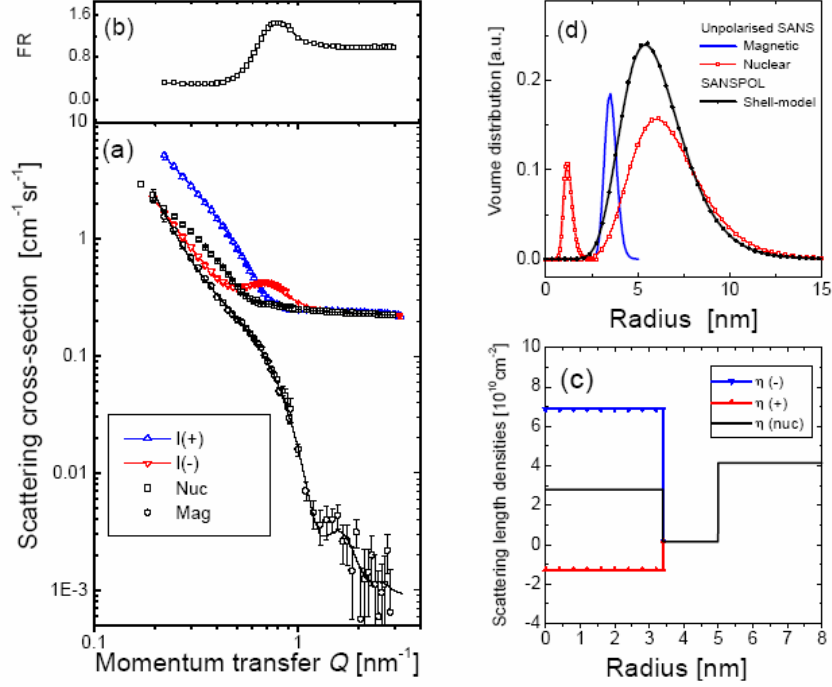 (b)
FR
1.6
0.8
0.0
10
(a)
1
0.1
0.01
1E-3
Scattering cross-section [cm⁻¹ sr⁻¹]
I(+)
I(-)
Nuc
Mag
0.1
1
Momentum transfer Q [nm⁻¹]
(d)
Unpolarised SANS
Magnetic
Nuclear
SANSPOL
Shell-model
Voume distribution [a.u.]
0.2
0.1
0.0
0
5
10
15
Radius [nm]
(c)
η (-)
η (+)
η (nuc)
Scattering length densities [10¹⁰cm⁻²]
10
8
6
4
2
0
-2
-4
0 1 2 3 4 5 6 7 8
Radius [nm]